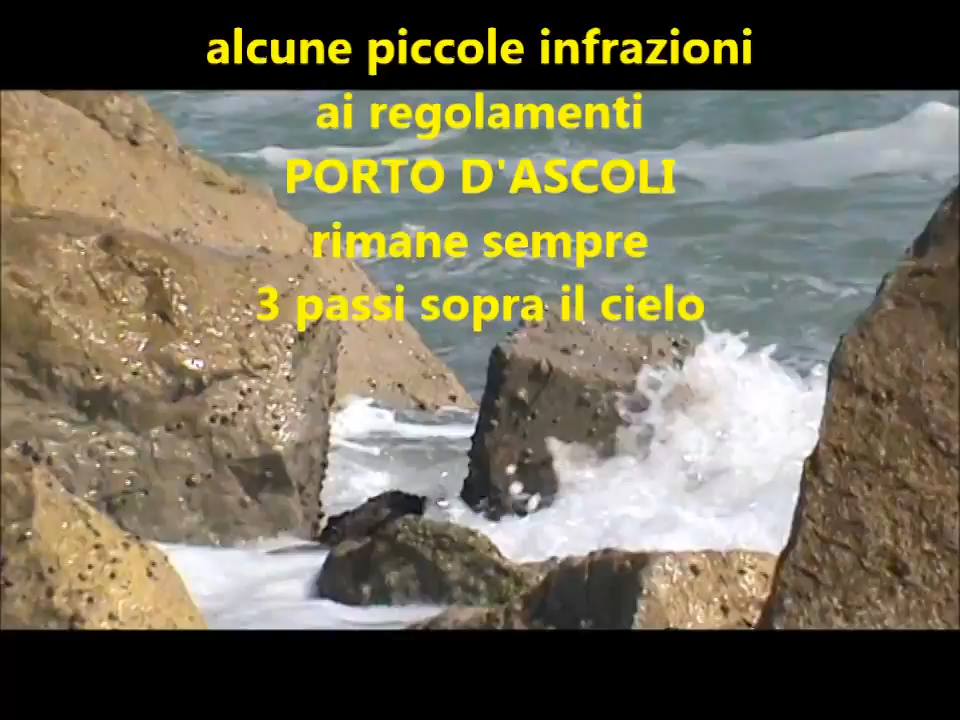 alcune piccole infrazioni
ai regolamenti
PORTO D'ASCOLI
rimane sempre
3 passi sopra il cielo